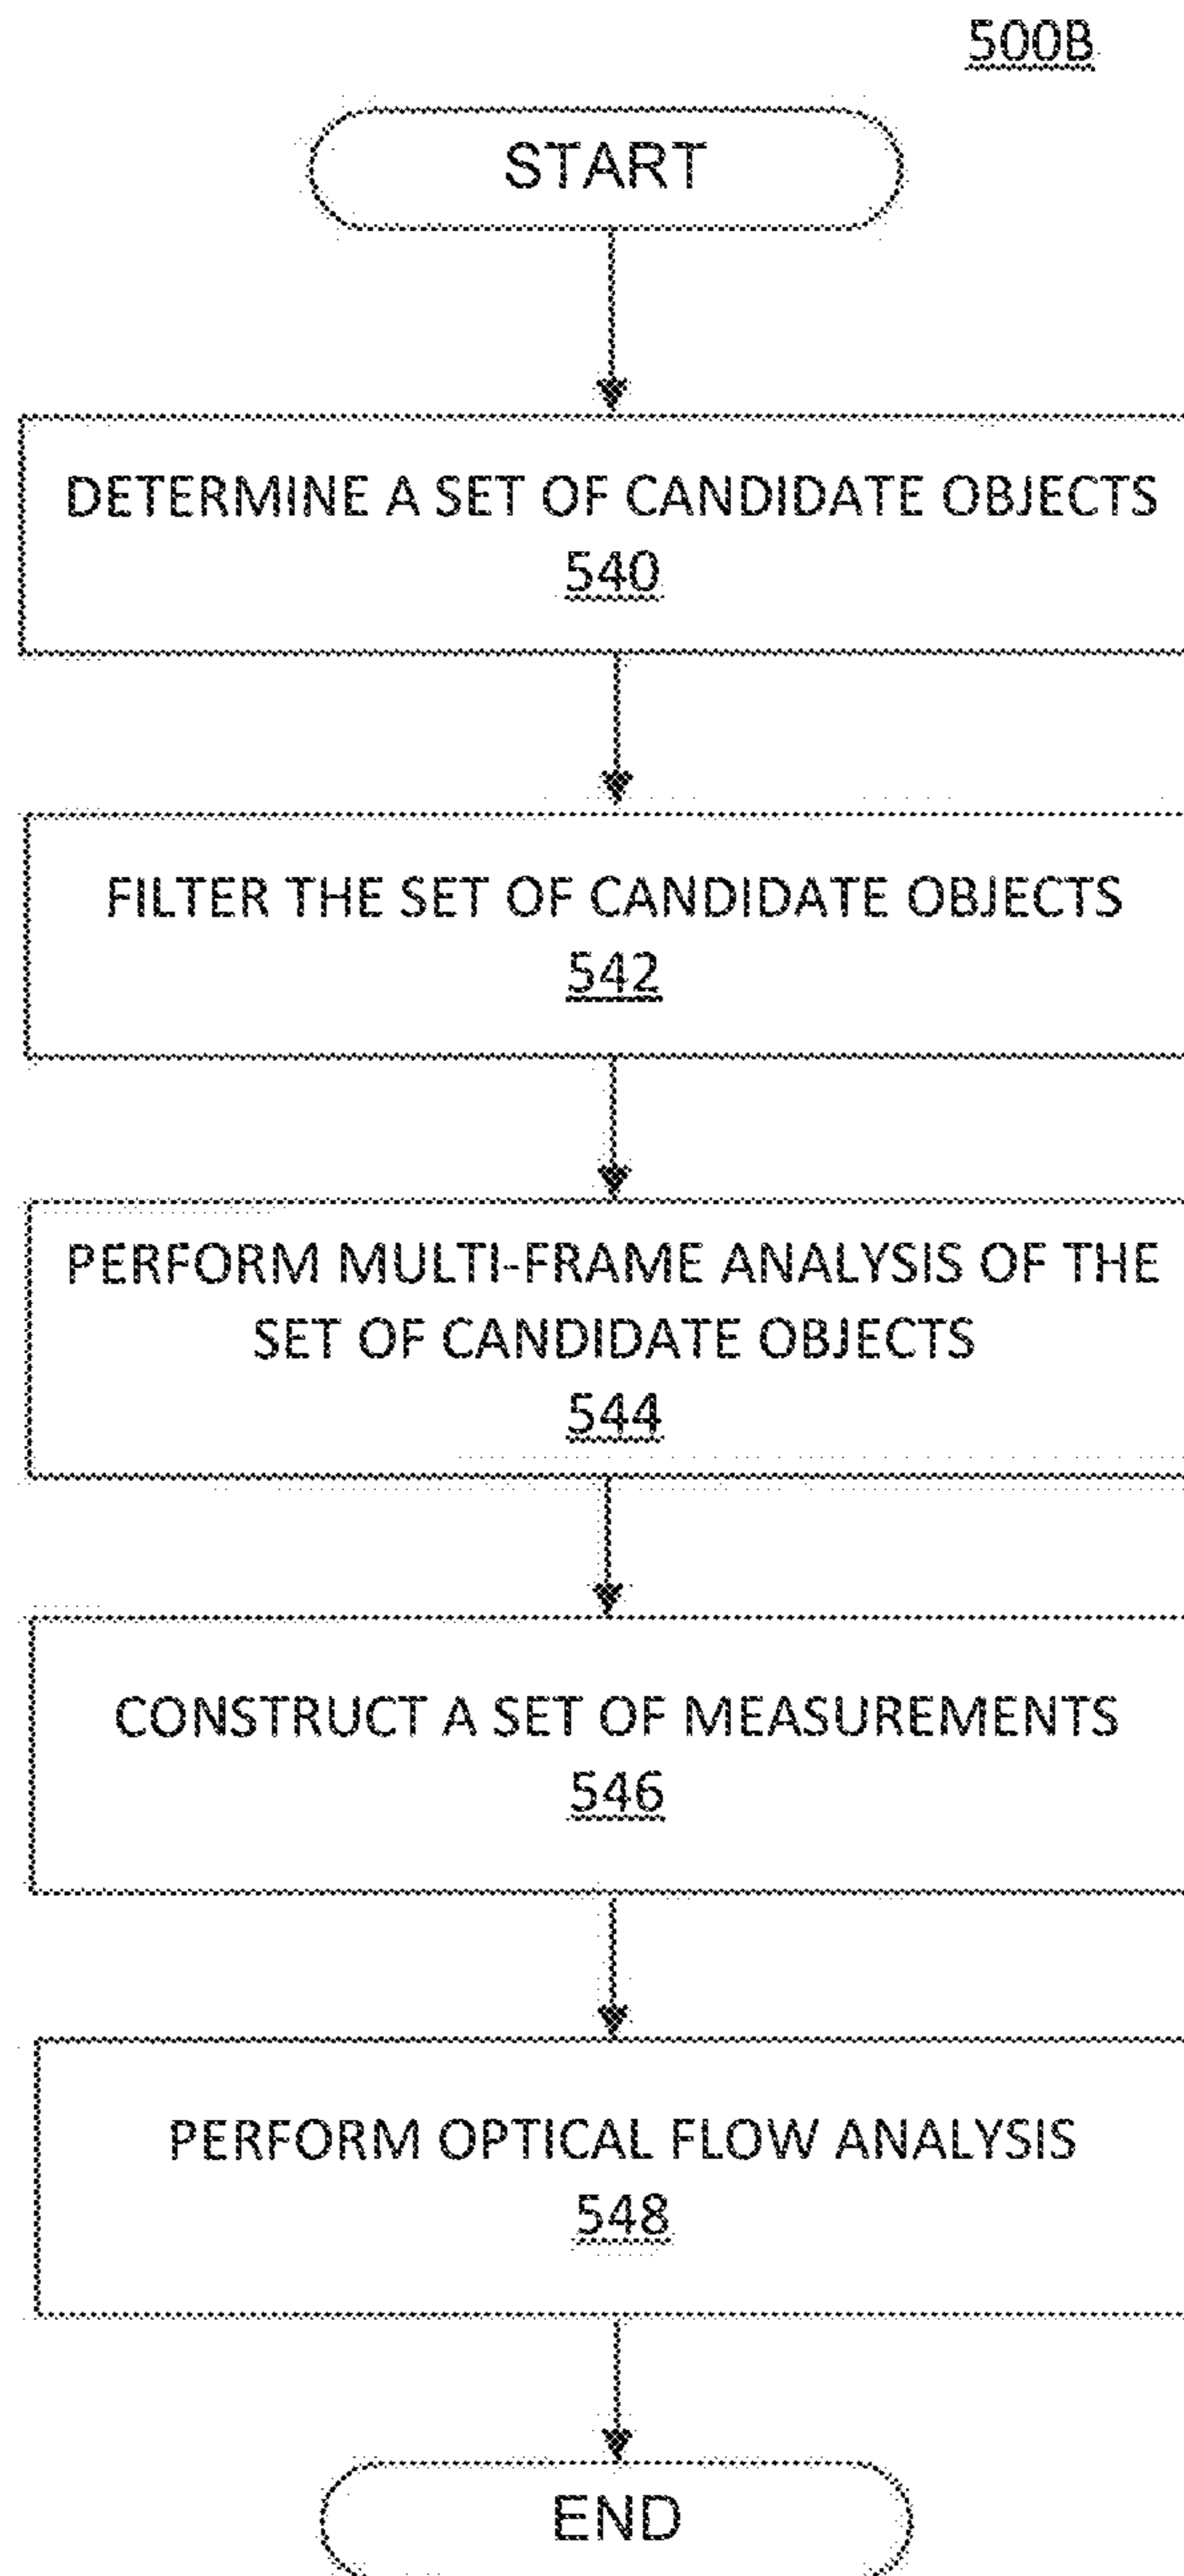 500B
START
DETERMINE A SET OF CANDIDATE OBJECTS
540
FILTER THE SET OF CANDIDATE OBJECTS
542
PERFORM MULTI-FRAME ANALYSIS OF THE
SET OF CANDIDATE OBJECTS
544
CONSTRUCT A SET OF MEASUREMENTS
546
PERFORM OPTICAL FLOW ANALYSIS
548
END